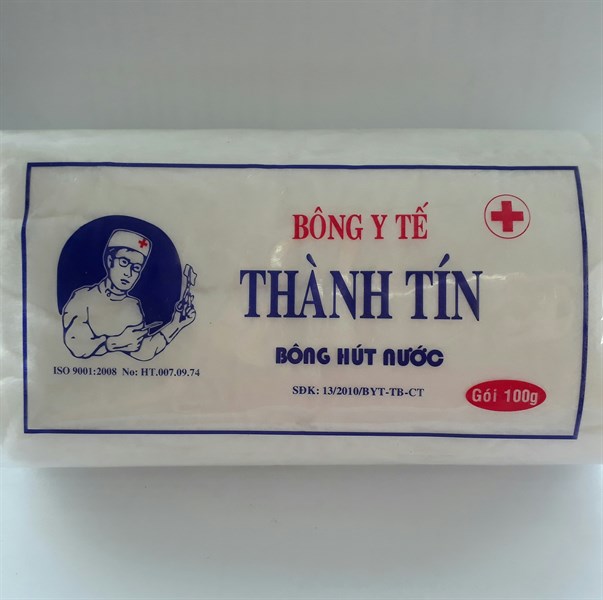 BÔNG Y TẾ
THÀNH TÍN
BÔNG HÚT NƯỚC
ISO 9001:2008 No: HT.007.09.74
SĐK: 13/2010/BYT-TB-CT
Gói 100g